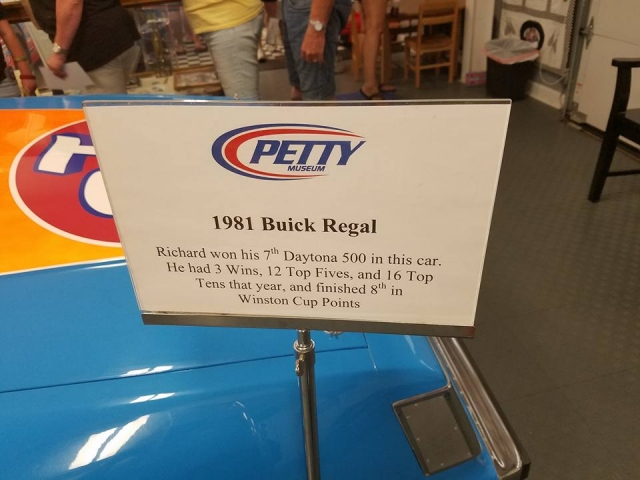 PETTY
MUSEUM
1981 Buick Regal
Richard won his 7th Daytona 500 in this car.
He had 3 Wins, 12 Top Fives, and 16 Top
Tens that year, and finished 8th in
Winston Cup Points